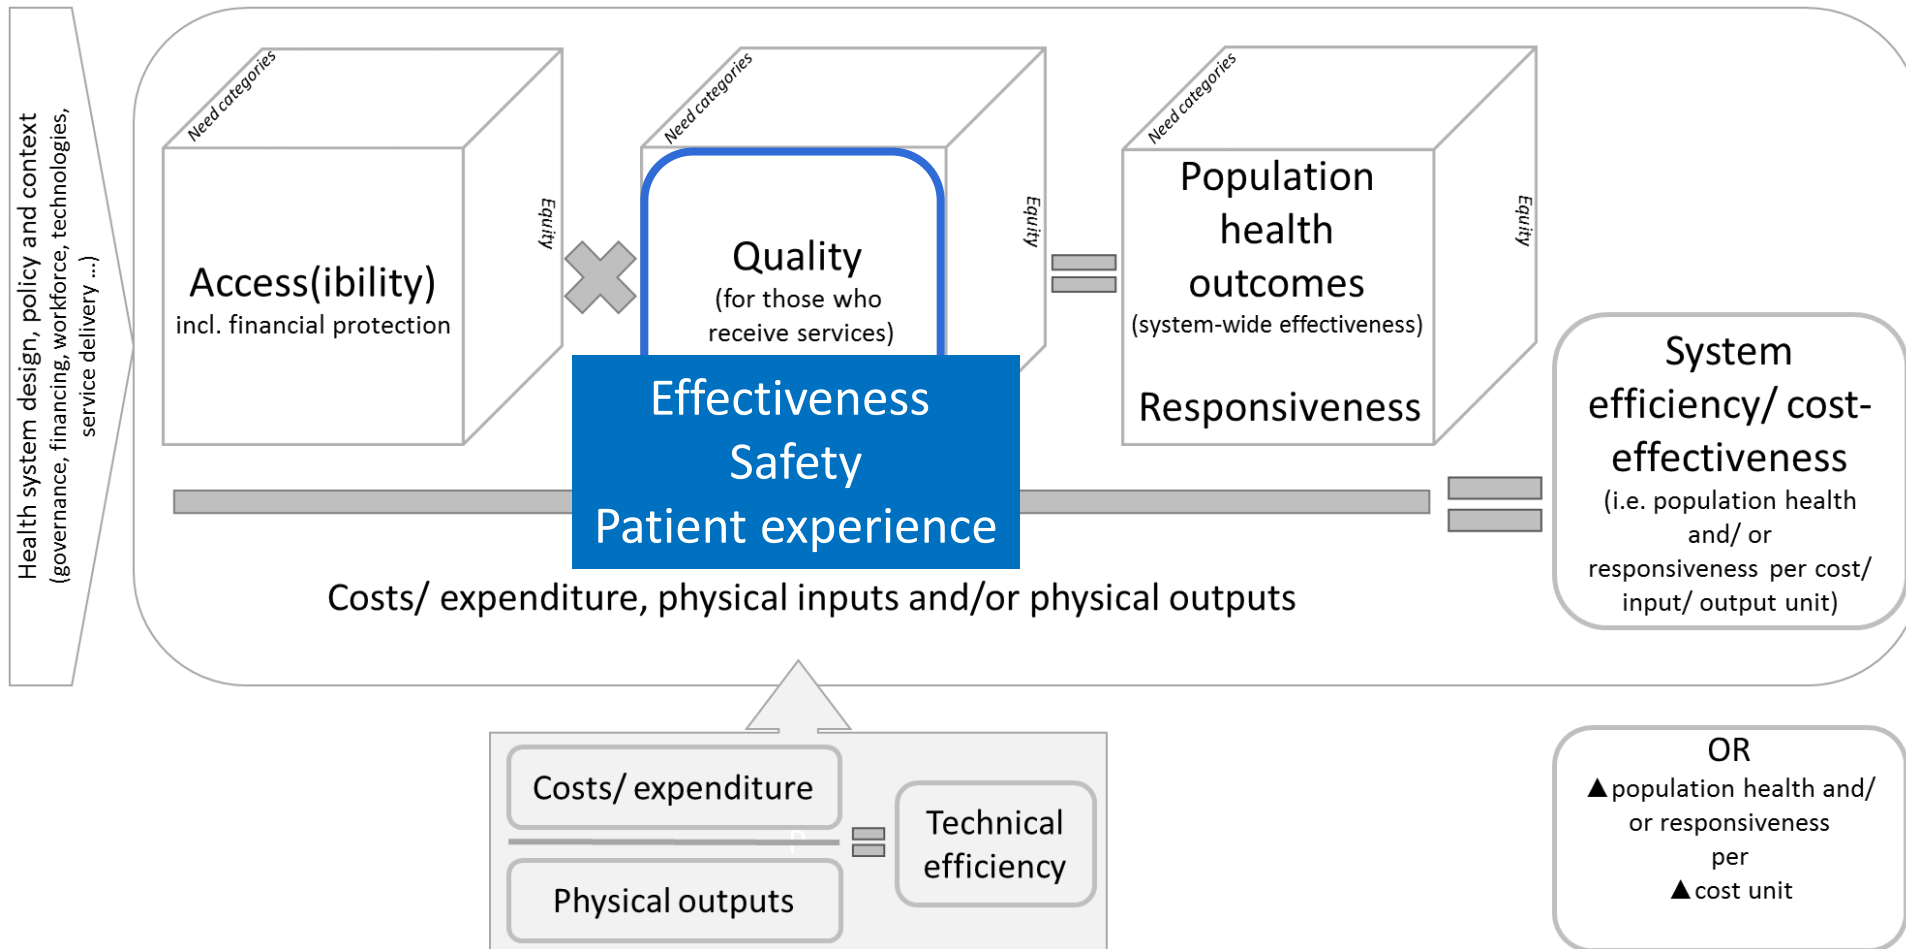 Health system design, policy and context
(governance, financing, workforce, technologies,
service delivery ...)
Need categories
Equity
Access(ibility)
incl. financial protection
Need categories
Equity
Quality
(for those who
receive services)
Effectiveness
Safety
Patient experience
Need categories
Equity
Population
health
outcomes
(system-wide effectiveness)
Responsiveness
System
efficiency/ cost-
effectiveness
(i.e. population health
and/ or
responsiveness per cost/
input/ output unit)
Costs/ expenditure, physical inputs and/or physical outputs
Costs/ expenditure
P
Physical outputs
Technical
efficiency
OR
▲population health and/
or responsiveness
per
▲cost unit